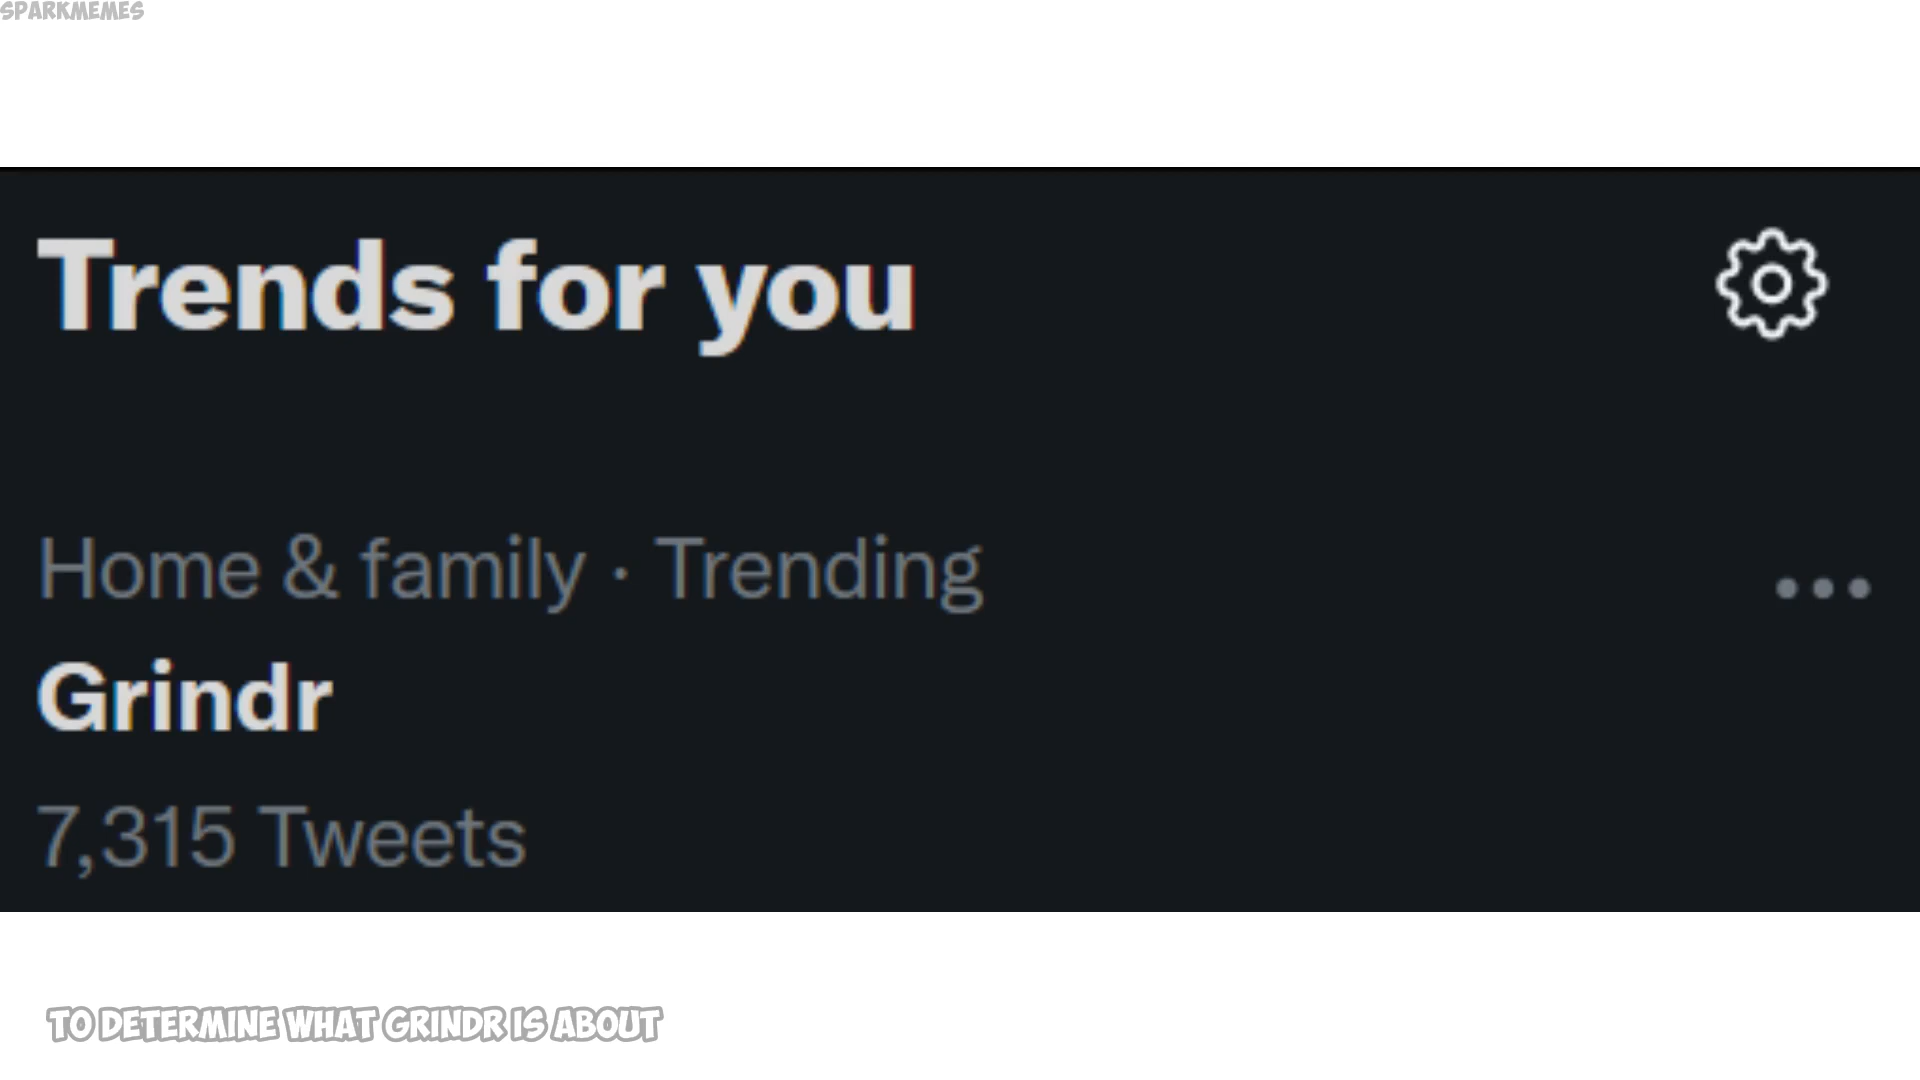 SPARKMEMES
Trends for you
Home & family · Trending
Grindr
7,315 Tweets
TO DETERMINE WHAT GRINDR IS ABOUT